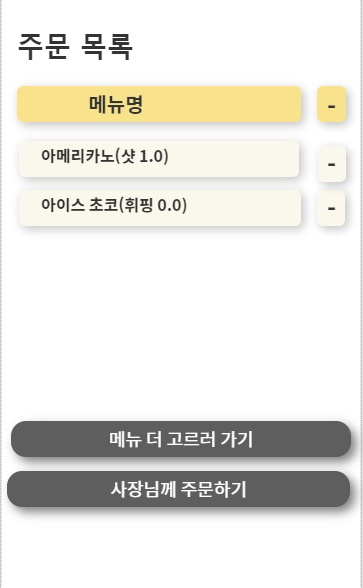 주문 목록
메뉴명 -
아메리카노(샷 1.0) -
아이스 초코(휘핑 0.0) -
메뉴 더 고르러 가기
사장님께 주문하기